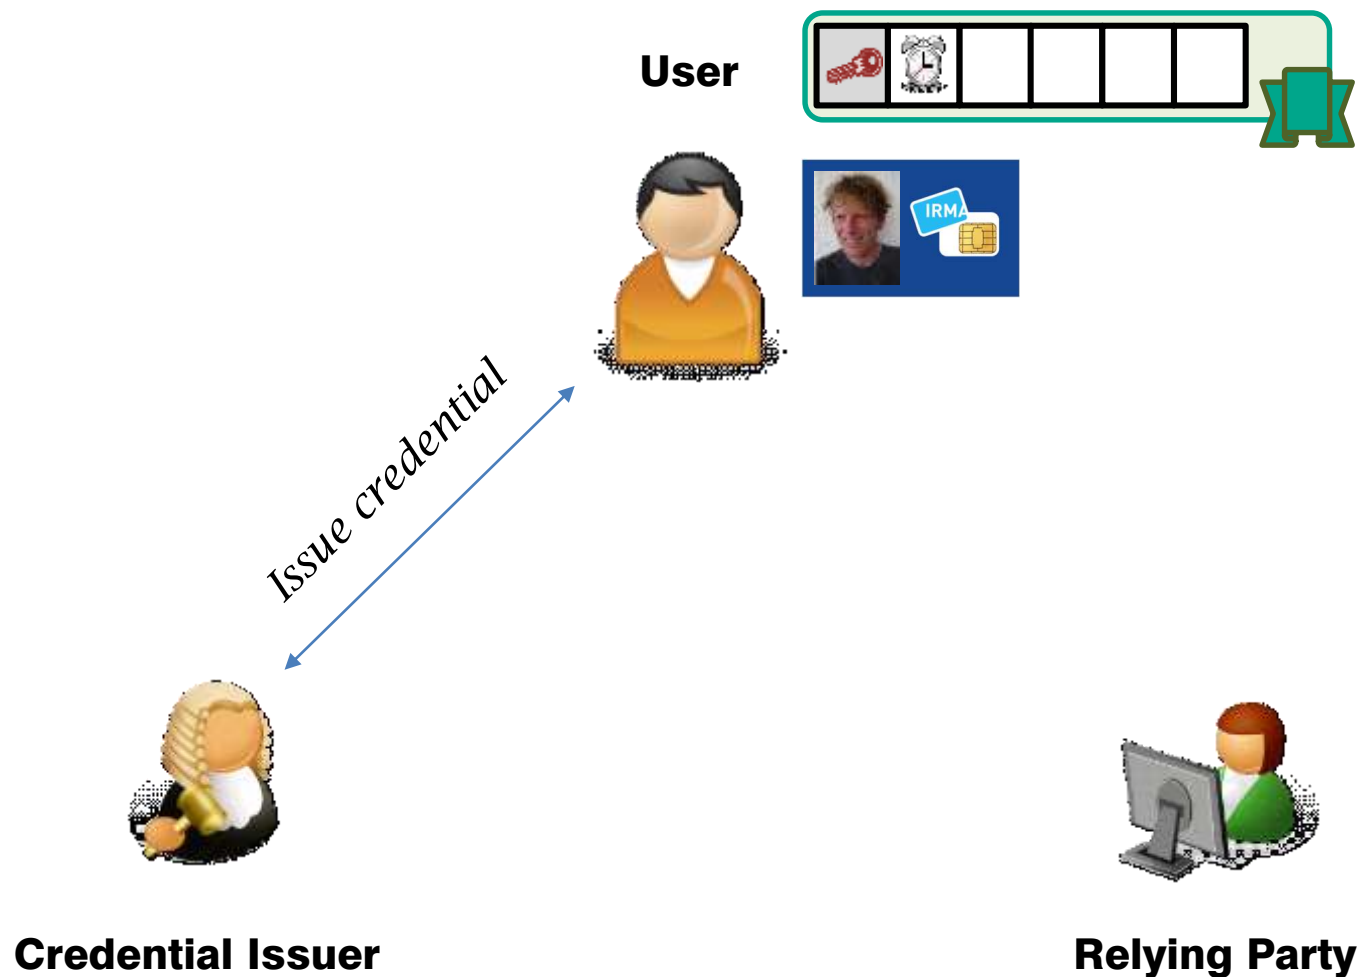 User
IRMA
Issue credential
Credential Issuer
Relying Party